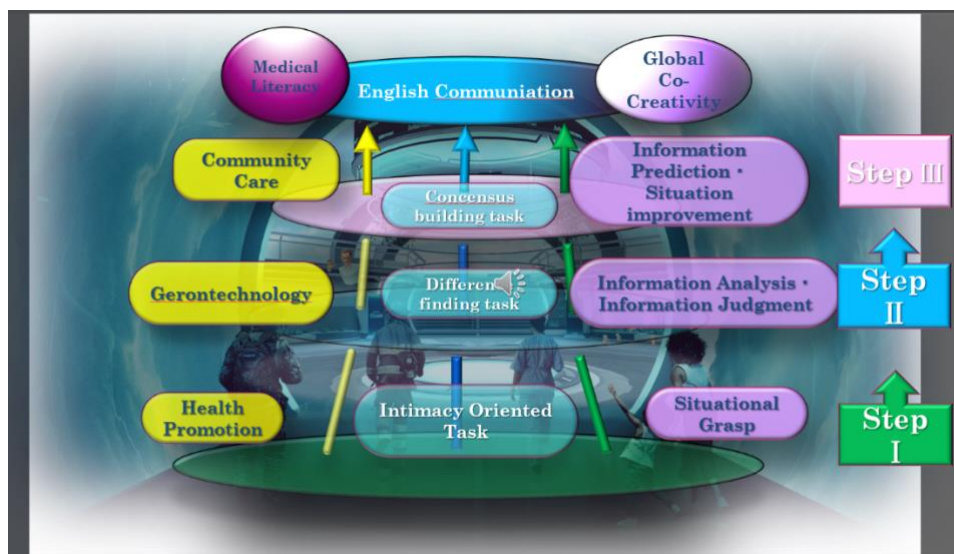 Medical
Literacy
English Communiation
Global
Co-
Creativity
Community
Care
Concensus
building task
Information
Prediction・
Situation
improvement
Step III
Gerontechnology
Differen
finding task
Information Analysis・
Information Judgment
Step
II
Health
Promotion
Intimacy Oriented
Task
Situational
Grasp
Step
I